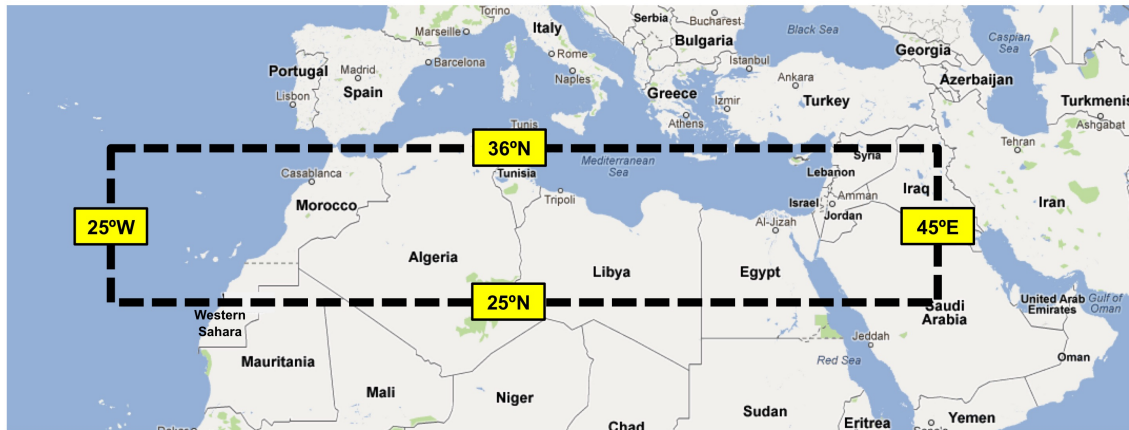 Torino
Serbia
Bucharest
Marseille
Italy
Bulgaria
Black Sea
Caspian
Sea
Georgia
Portugal
Madrid
Barcelona
Rome
Istanbul
Azerbaijan
Spain
Naples
Ankara
Lisbon
Greece
Izmir
Turkey
Turkmenis
Tunis
Athens
Ashgabat
36ºN
Tehran
Mediterranean
Sea
Syria
Casablanca
Tunisia
Lebanon
Iraq
Morocco
Tripoli
Israel
Amman
Jordan
Iran
25ºW
Al-Jizah
45ºE
Algeria
Libya
Egypt
25ºN
Western
Sahara
Saudi
Arabia
United Arab
Emirates
Gulf of
Oman
Jeddah
Mauritania
Red Sea
Oman
Mali
Niger
Sudan
Yemen
Chad
Eritrea